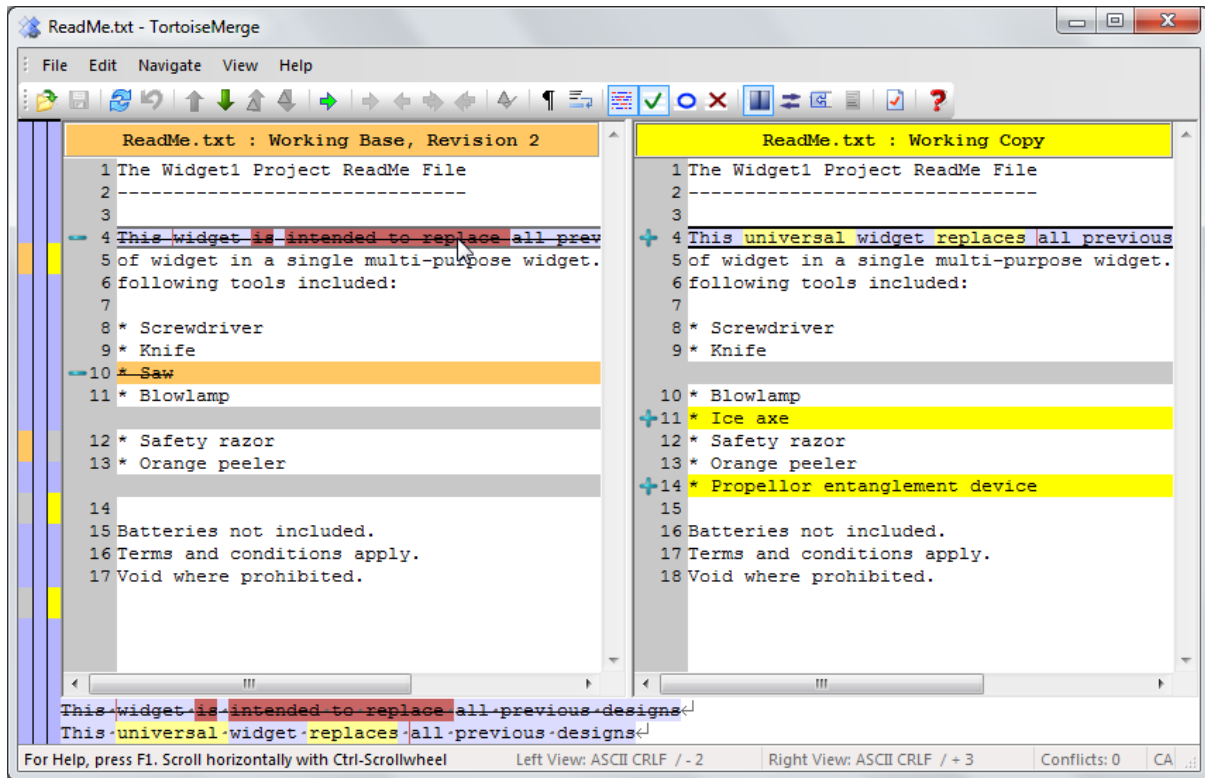 ReadMe.txt - TortoiseMerge
File Edit Navigate View Help
ReadMe.txt : Working Base, Revision 2
1 The Widget1 Project ReadMe File
2 -------------------------------
3
4 This widget is intended to replace all prev
5 of widget in a single multi-purpose widget.
6 following tools included:
7
8 * Screwdriver
9 * Knife
10 * Saw
11 * Blowlamp
12 * Safety razor
13 * Orange peeler
14
15 Batteries not included.
16 Terms and conditions apply.
17 Void where prohibited.
ReadMe.txt : Working Copy
1 The Widget1 Project ReadMe File
2 -------------------------------
3
4 This universal widget replaces all previous
5 of widget in a single multi-purpose widget.
6 following tools included:
7
8 * Screwdriver
9 * Knife
10 * Blowlamp
11 * Ice axe
12 * Safety razor
13 * Orange peeler
14 * Propellor entanglement device
15
16 Batteries not included.
17 Terms and conditions apply.
18 Void where prohibited.
This·widget·is·intended·to·replace·all·previous·designs↵
This·universal·widget·replaces·all·previous·designs↵
For Help, press F1. Scroll horizontally with Ctrl-Scrollwheel Left View: ASCII CRLF / - 2 Right View: ASCII CRLF / + 3 Conflicts: 0 CA